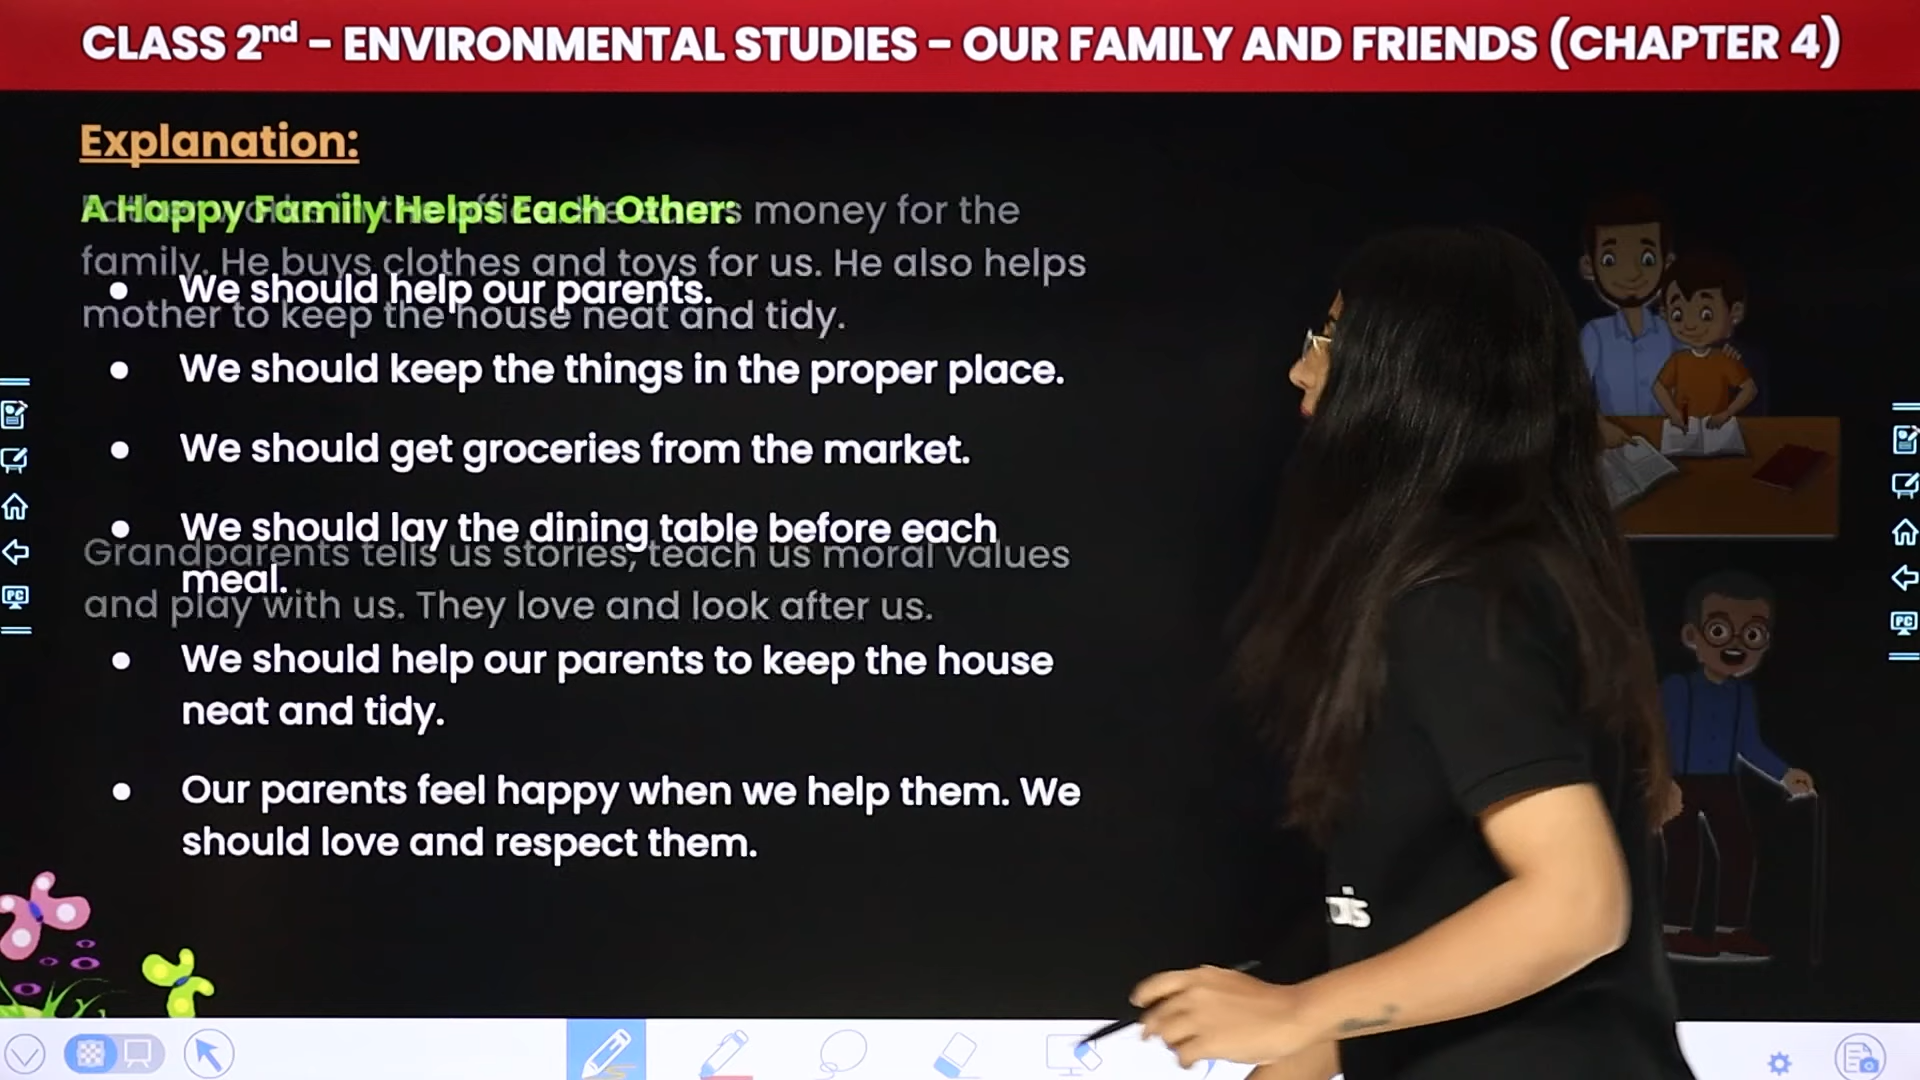 CLASS 2nd – ENVIRONMENTAL STUDIES – OUR FAMILY AND FRIENDS (CHAPTER 4)
Explanation:
A Happy Family Helps Each Other:
money for the
family. He buys clothes and toys for us. He also helps
● We should help our parents.
mother to keep the house neat and tidy.
● We should keep the things in the proper place.
● We should get groceries from the market.
● We should lay the dining table before each
Grandparents tells us stories, teach us moral values
meal.
and play with us. They love and look after us.
● We should help our parents to keep the house
neat and tidy.
● Our parents feel happy when we help them. We
should love and respect them.
PC
PC